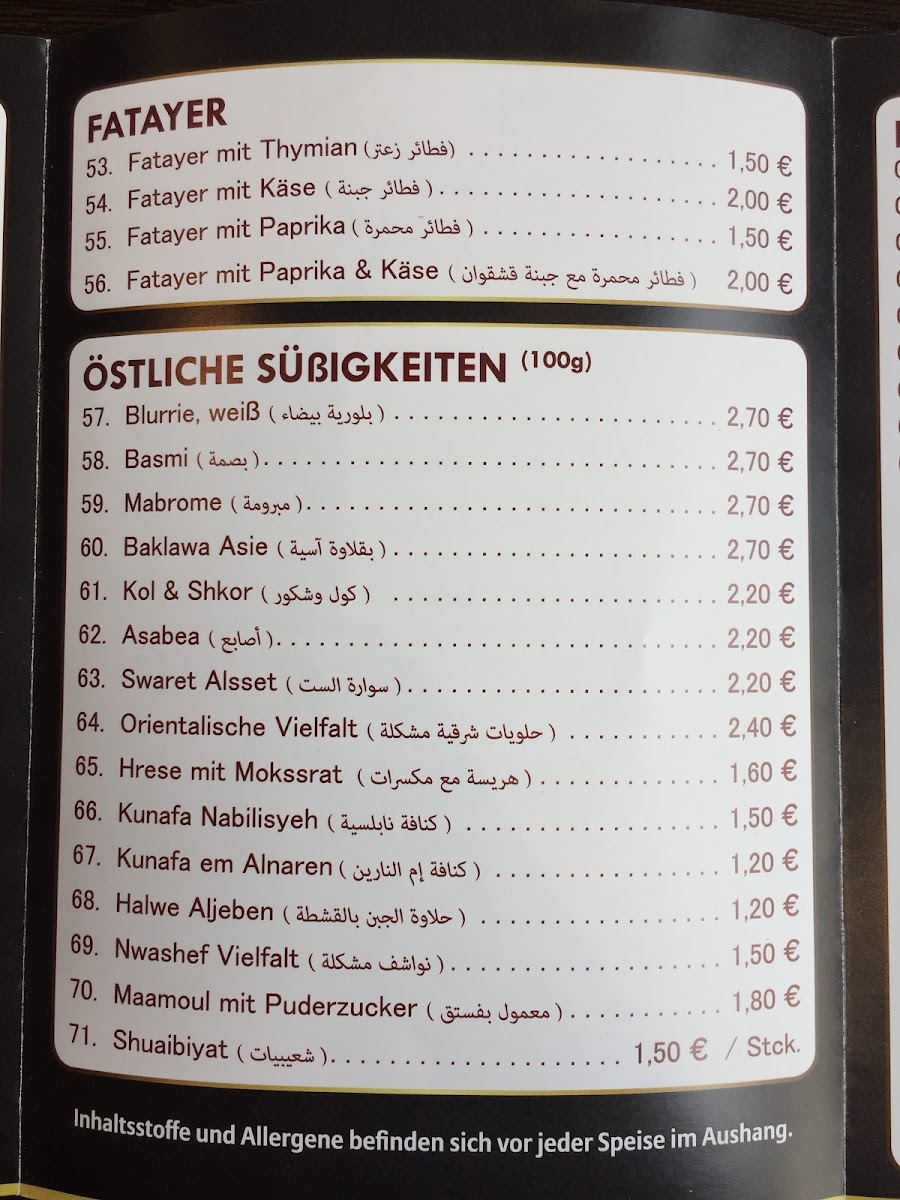 FATAYER
53. Fatayer mit Thymian (فطائر زعتر) . . . . . . . . . . . . . . . . . . . 1,50 €
54. Fatayer mit Käse ( فطائر جبنة ) . . . . . . . . . . . . . . . . . . . . . 2,00 €
55. Fatayer mit Paprika ( فطائر محمرة ) . . . . . . . . . . . . . . . . . . 1,50 €
56. Fatayer mit Paprika & Käse ( فطائر محمرة مع جبنة قشقوان ) 2,00 €
ÖSTLICHE SÜßIGKEITEN (100g)
57. Blurrie, weiß ( بلورية بيضاء ) . . . . . . . . . . . . . . . . . . . . . . . . . 2,70 €
58. Basmi ( بصمة ) . . . . . . . . . . . . . . . . . . . . . . . . . . . . . . . . . . . 2,70 €
59. Mabrome ( مبرومة ) . . . . . . . . . . . . . . . . . . . . . . . . . . . . . . . 2,70 €
60. Baklawa Asie ( بقلاوة آسية ) . . . . . . . . . . . . . . . . . . . . . . . . . 2,70 €
61. Kol & Shkor ( كول وشكور ) . . . . . . . . . . . . . . . . . . . . . . . . . 2,20 €
62. Asabea ( أصابع ) . . . . . . . . . . . . . . . . . . . . . . . . . . . . . . . . . . 2,20 €
63. Swaret Alsset ( سوارة الست ) . . . . . . . . . . . . . . . . . . . . . . . . 2,20 €
64. Orientalische Vielfalt ( حلويات شرقية مشكلة ) . . . . . . . . . . . . 2,40 €
65. Hrese mit Mokssrat ( هريسة مع مكسرات ) . . . . . . . . . . . . . . 1,60 €
66. Kunafa Nabilisyeh ( كنافة نابلسية ) . . . . . . . . . . . . . . . . . . . . 1,50 €
67. Kunafa em Alnaren ( كنافة إم النارين ) . . . . . . . . . . . . . . . . . . 1,20 €
68. Halwe Aljeben ( حلاوة الجبن بالقشطة ) . . . . . . . . . . . . . . . . . . . 1,20 €
69. Nwashef Vielfalt ( نواشف مشكلة ) . . . . . . . . . . . . . . . . . . . . . 1,50 €
70. Maamoul mit Puderzucker ( معمول بفستق ) . . . . . . . . . . . . 1,80 €
71. Shuaibiyat ( شعيبيات ) . . . . . . . . . . . . . . . . . . . . . . 1,50 € / Stck.
Inhaltsstoffe und Allergene befinden sich vor jeder Speise im Aushang.